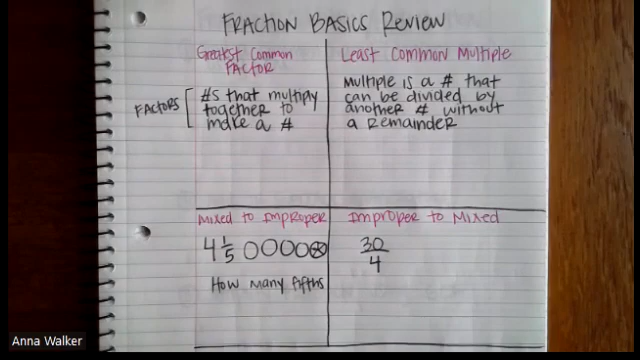 FRACTION BASICS REVIEW
Greatest Common
FACTOR
FACTORS
#s that multiply
together to
make a #
Least Common Multiple
Multiple is a # that
can be divided by
another # without
a remainder
Mixed to Improper
4 1/5
How many fifths
Improper to Mixed
30
4
Anna Walker